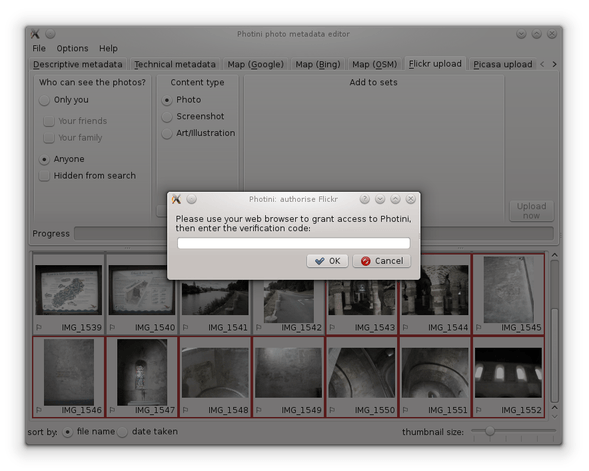 Photini photo metadata editor
File Options Help
Descriptive metadata Technical metadata Map (Google) Map (Bing) Map (OSM) Flickr upload Picasa upload
Who can see the photos? Content type Add to sets
Only you Photo
Your friends Screenshot
Your family Art/Illustration
Anyone
Hidden from search
Upload now
Progress
Photini: authorise Flickr
Please use your web browser to grant access to Photini,
then enter the verification code:
OK Cancel
IMG_1539 IMG_1540 IMG_1541 IMG_1542 IMG_1543 IMG_1544 IMG_1545
IMG_1546 IMG_1547 IMG_1548 IMG_1549 IMG_1550 IMG_1551 IMG_1552
sort by: file name date taken thumbnail size: